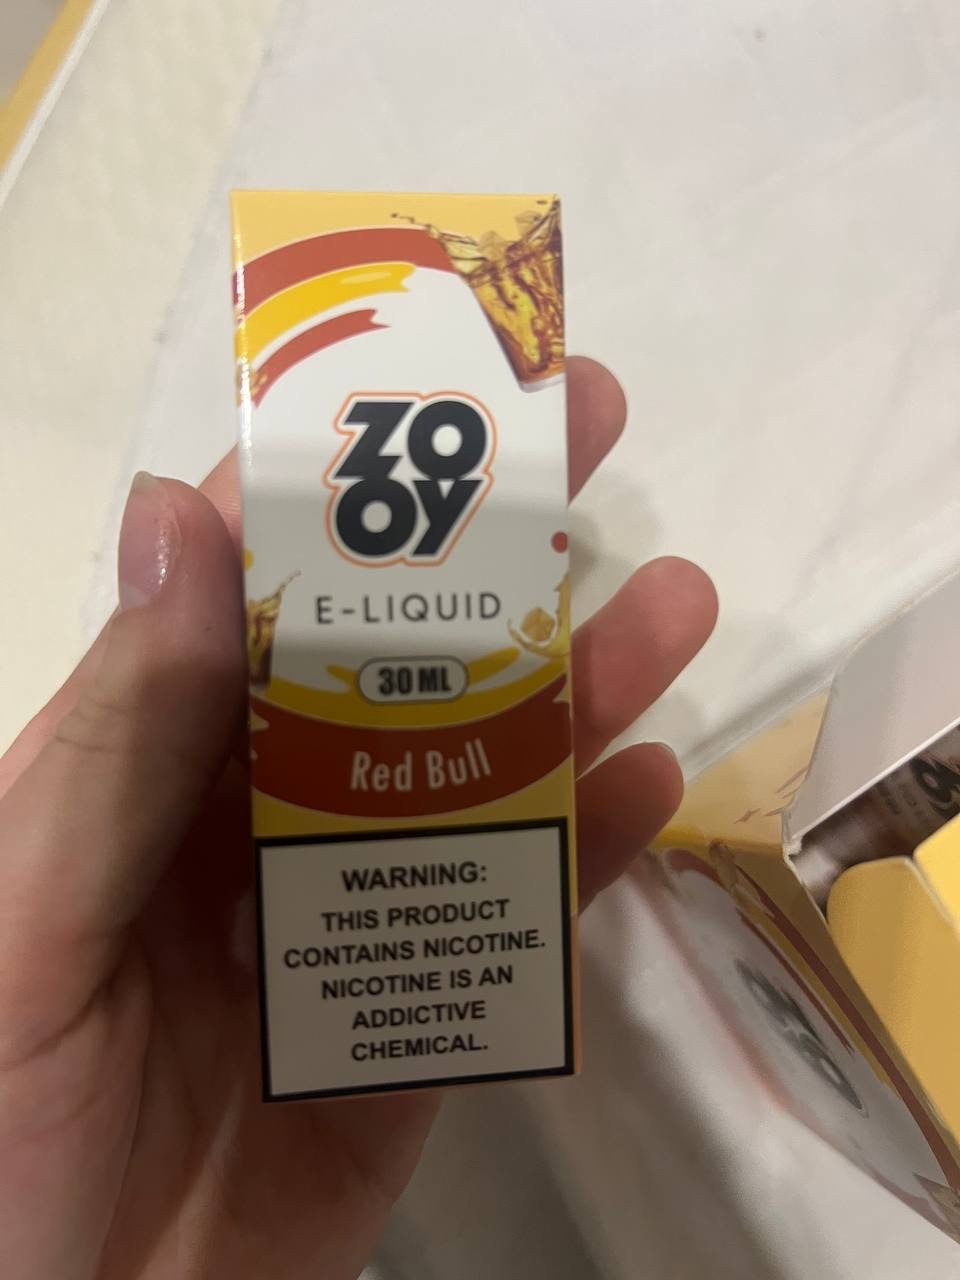 ZO
OY
E-LIQUID
30 ML
Red Bull
WARNING:
THIS PRODUCT
CONTAINS NICOTINE.
NICOTINE IS AN
ADDICTIVE
CHEMICAL.